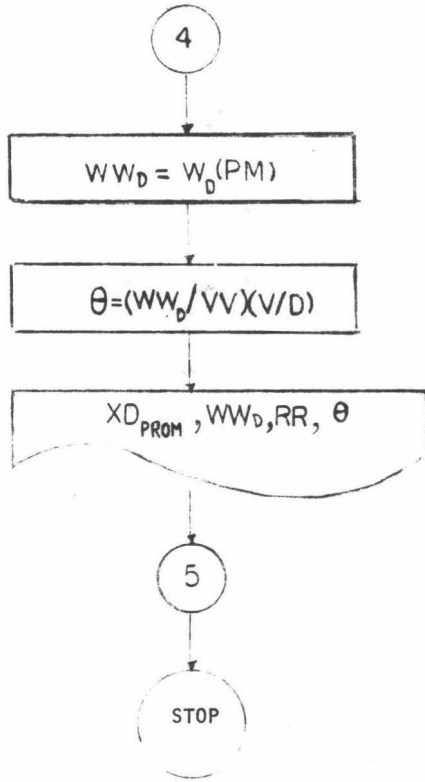 4
WW_D = W_D(PM)
θ=(WW_D/VV)(V/D)
XD_PROM, WW_D, RR, θ
5
STOP